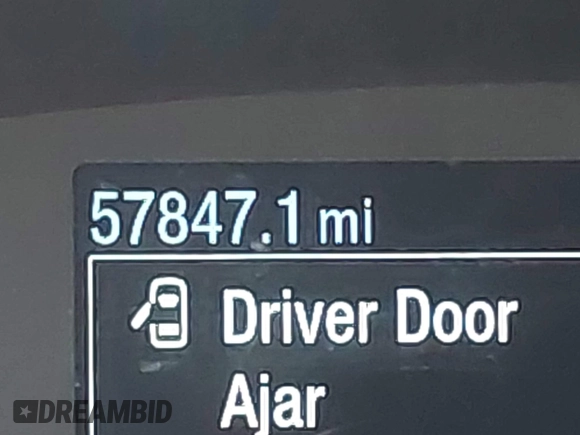 57847.1 mi
Driver Door
Ajar
DREAMBID